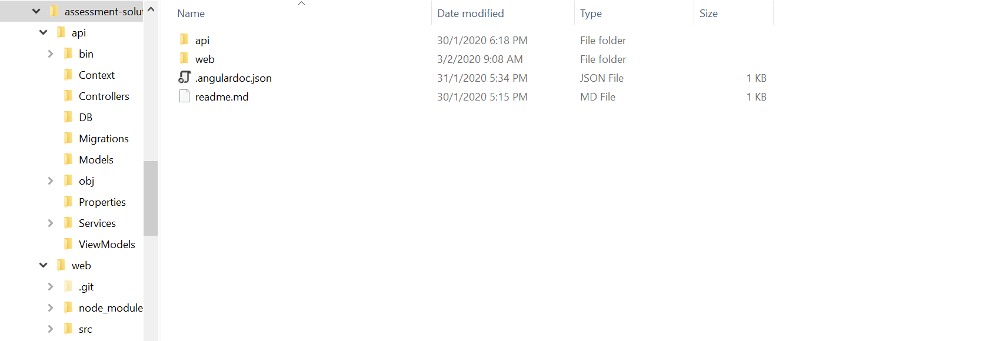 assessment-solut
api
bin
Context
Controllers
DB
Migrations
Models
obj
Properties
Services
ViewModels
web
.git
node_module
src
Name Date modified Type Size
api 30/1/2020 6:18 PM File folder
web 3/2/2020 9:08 AM File folder
.angulardoc.json 31/1/2020 5:34 PM JSON File 1 KB
readme.md 30/1/2020 5:15 PM MD File 1 KB